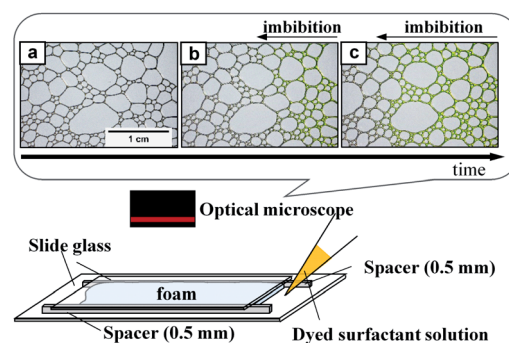 imbibition
imbibition
a
b
c
1 cm
time
Optical microscope
Slide glass
foam
Spacer (0.5 mm)
Spacer (0.5 mm)
Dyed surfactant solution